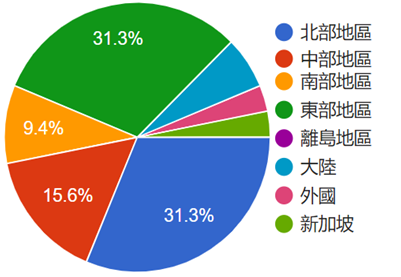 31.3%
9.4%
15.6%
31.3%
北部地區
中部地區
南部地區
東部地區
離島地區
大陸
外國
新加坡